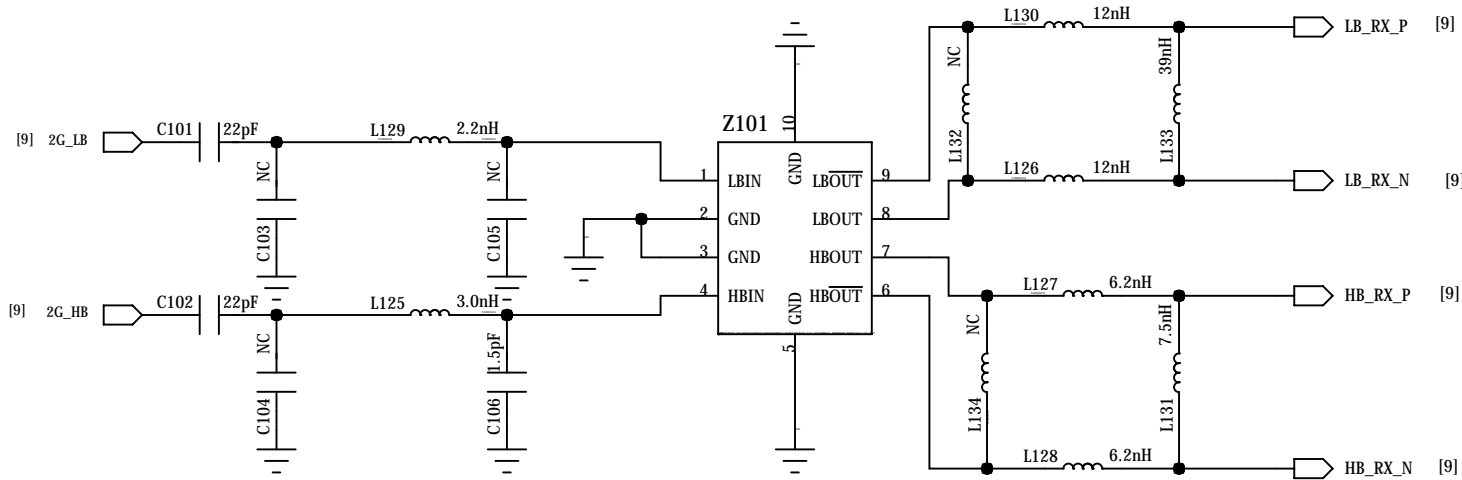 L130 12nH
LB_RX_P [9]
NC
39nH
Z101
10
C101 22pF
L129 2.2nH
[9] 2G_LB
L132
L133
GND
NC
NC
1 LBIN
LBOUT 9
L126 12nH
LB_RX_N [9]
2 GND
LBOUT 8
C103
C105
3 GND
HBOUT 7
L127 6.2nH
4 HBIN
HBOUT 6
HB_RX_P [9]
C102 22pF
L125 3.0nH
[9] 2G_HB
GND
NC
7.5nH
NC
1.5pF
5
L134
L131
C104
C106
L128 6.2nH
HB_RX_N [9]